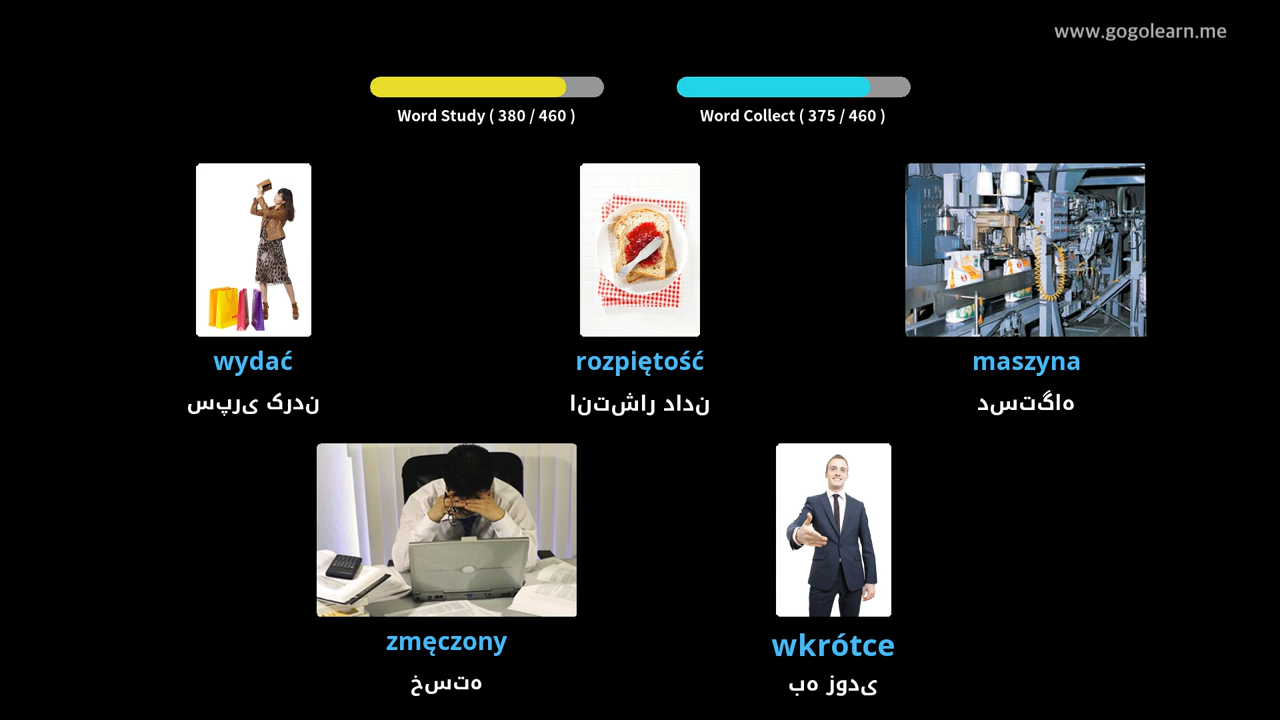 www.gogolearn.me
Word Study ( 380 / 460 )
Word Collect ( 375 / 460 )
wydać
سپری کردن
rozpiętość
انتشار دادن
maszyna
دستگاه
zmęczony
خسته
wkrótce
به زودی